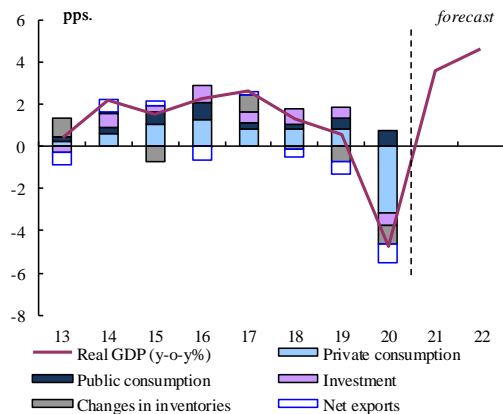 pps.
forecast
6
4
2
0
-2
-4
-6
-8
13 14 15 16 17 18 19 20 21 22
Real GDP (y-o-y%) Private consumption
Public consumption Investment
Changes in inventories Net exports